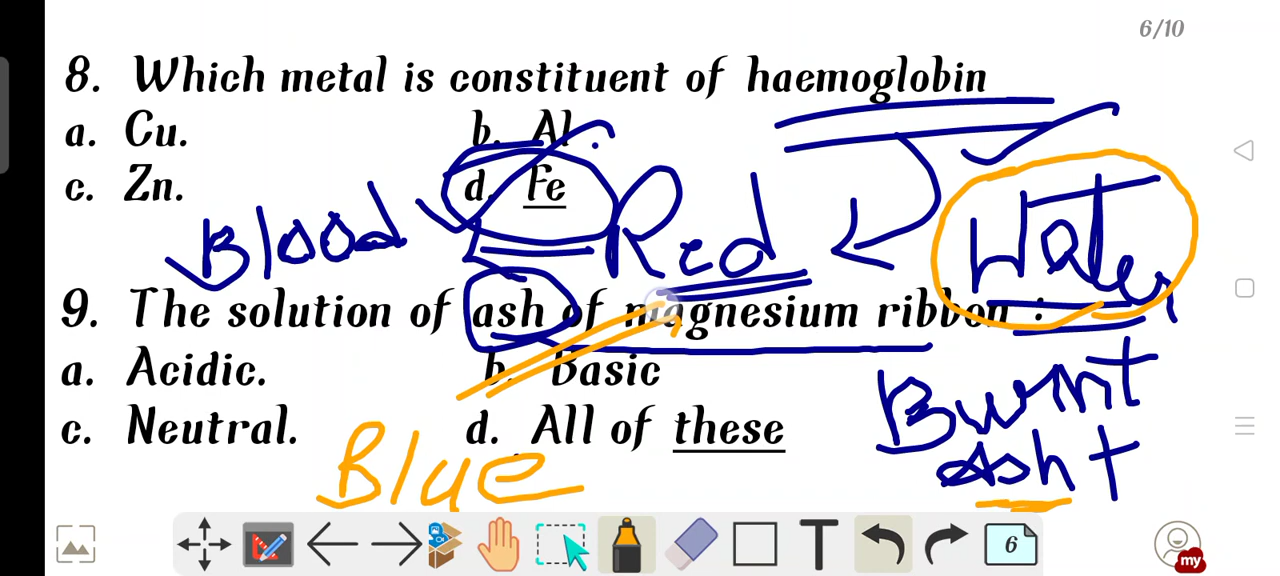 6/10
8. Which metal is constituent of haemoglobin
a. Cu. b. Al.
c. Zn. d. Fe
Blood Red Water
9. The solution of ash of magnesium ribbon :
a. Acidic. b. Basic
c. Neutral. d. All of these
Burnt
Ash +
Blue
T 6 my